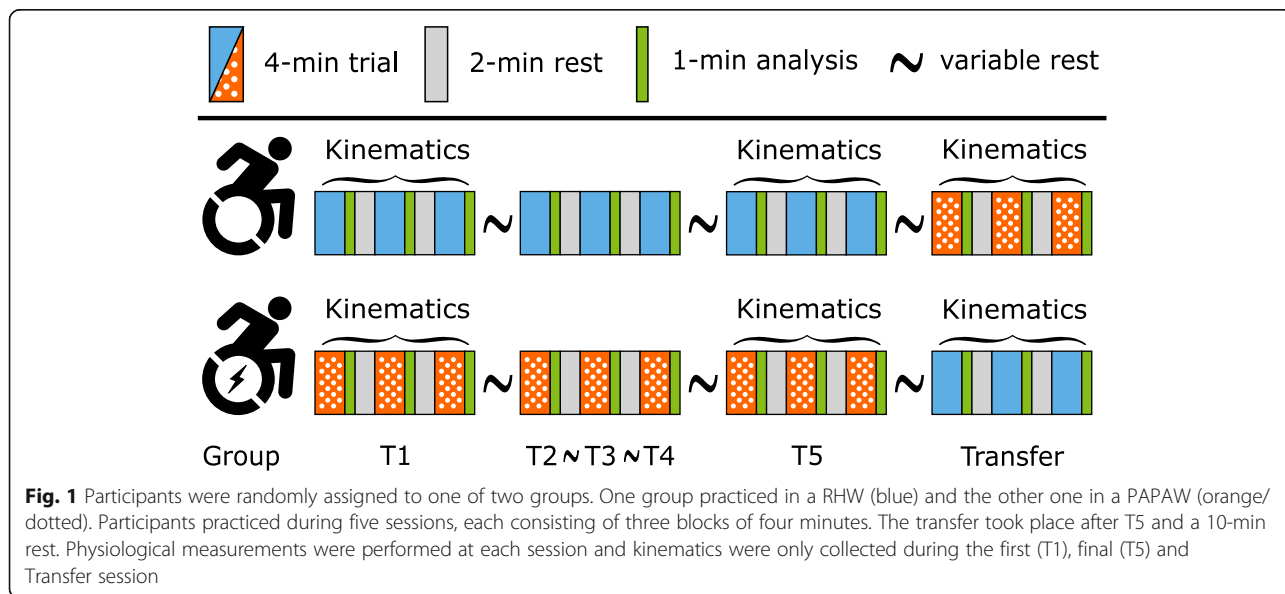 4-min trial 2-min rest 1-min analysis ~ variable rest
Kinematics Kinematics Kinematics
~ ~ ~
Kinematics Kinematics Kinematics
~ ~ ~
Group T1 T2 ~ T3 ~ T4 T5 Transfer
Fig. 1 Participants were randomly assigned to one of two groups. One group practiced in a RHW (blue) and the other one in a PAPAW (orange/
dotted). Participants practiced during five sessions, each consisting of three blocks of four minutes. The transfer took place after T5 and a 10-min
rest. Physiological measurements were performed at each session and kinematics were only collected during the first (T1), final (T5) and
Transfer session